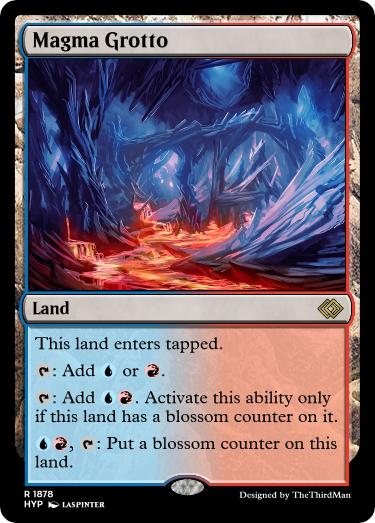 Magma Grotto
Land
This land enters tapped.
: Add or .
: Add . Activate this ability only
if this land has a blossom counter on it.
, : Put a blossom counter on this
land.
R 1878
HYP LASPINTER
Designed by TheThirdMan